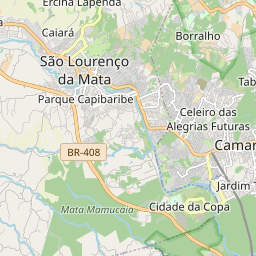 Ercina Lapenda
Caiará
Borralho
São Lourenço
da Mata
Parque Capibaribe
Celeiro das
Alegrias Futuras
BR-408
Jardim
Mata Mamucaia
Cidade da Copa